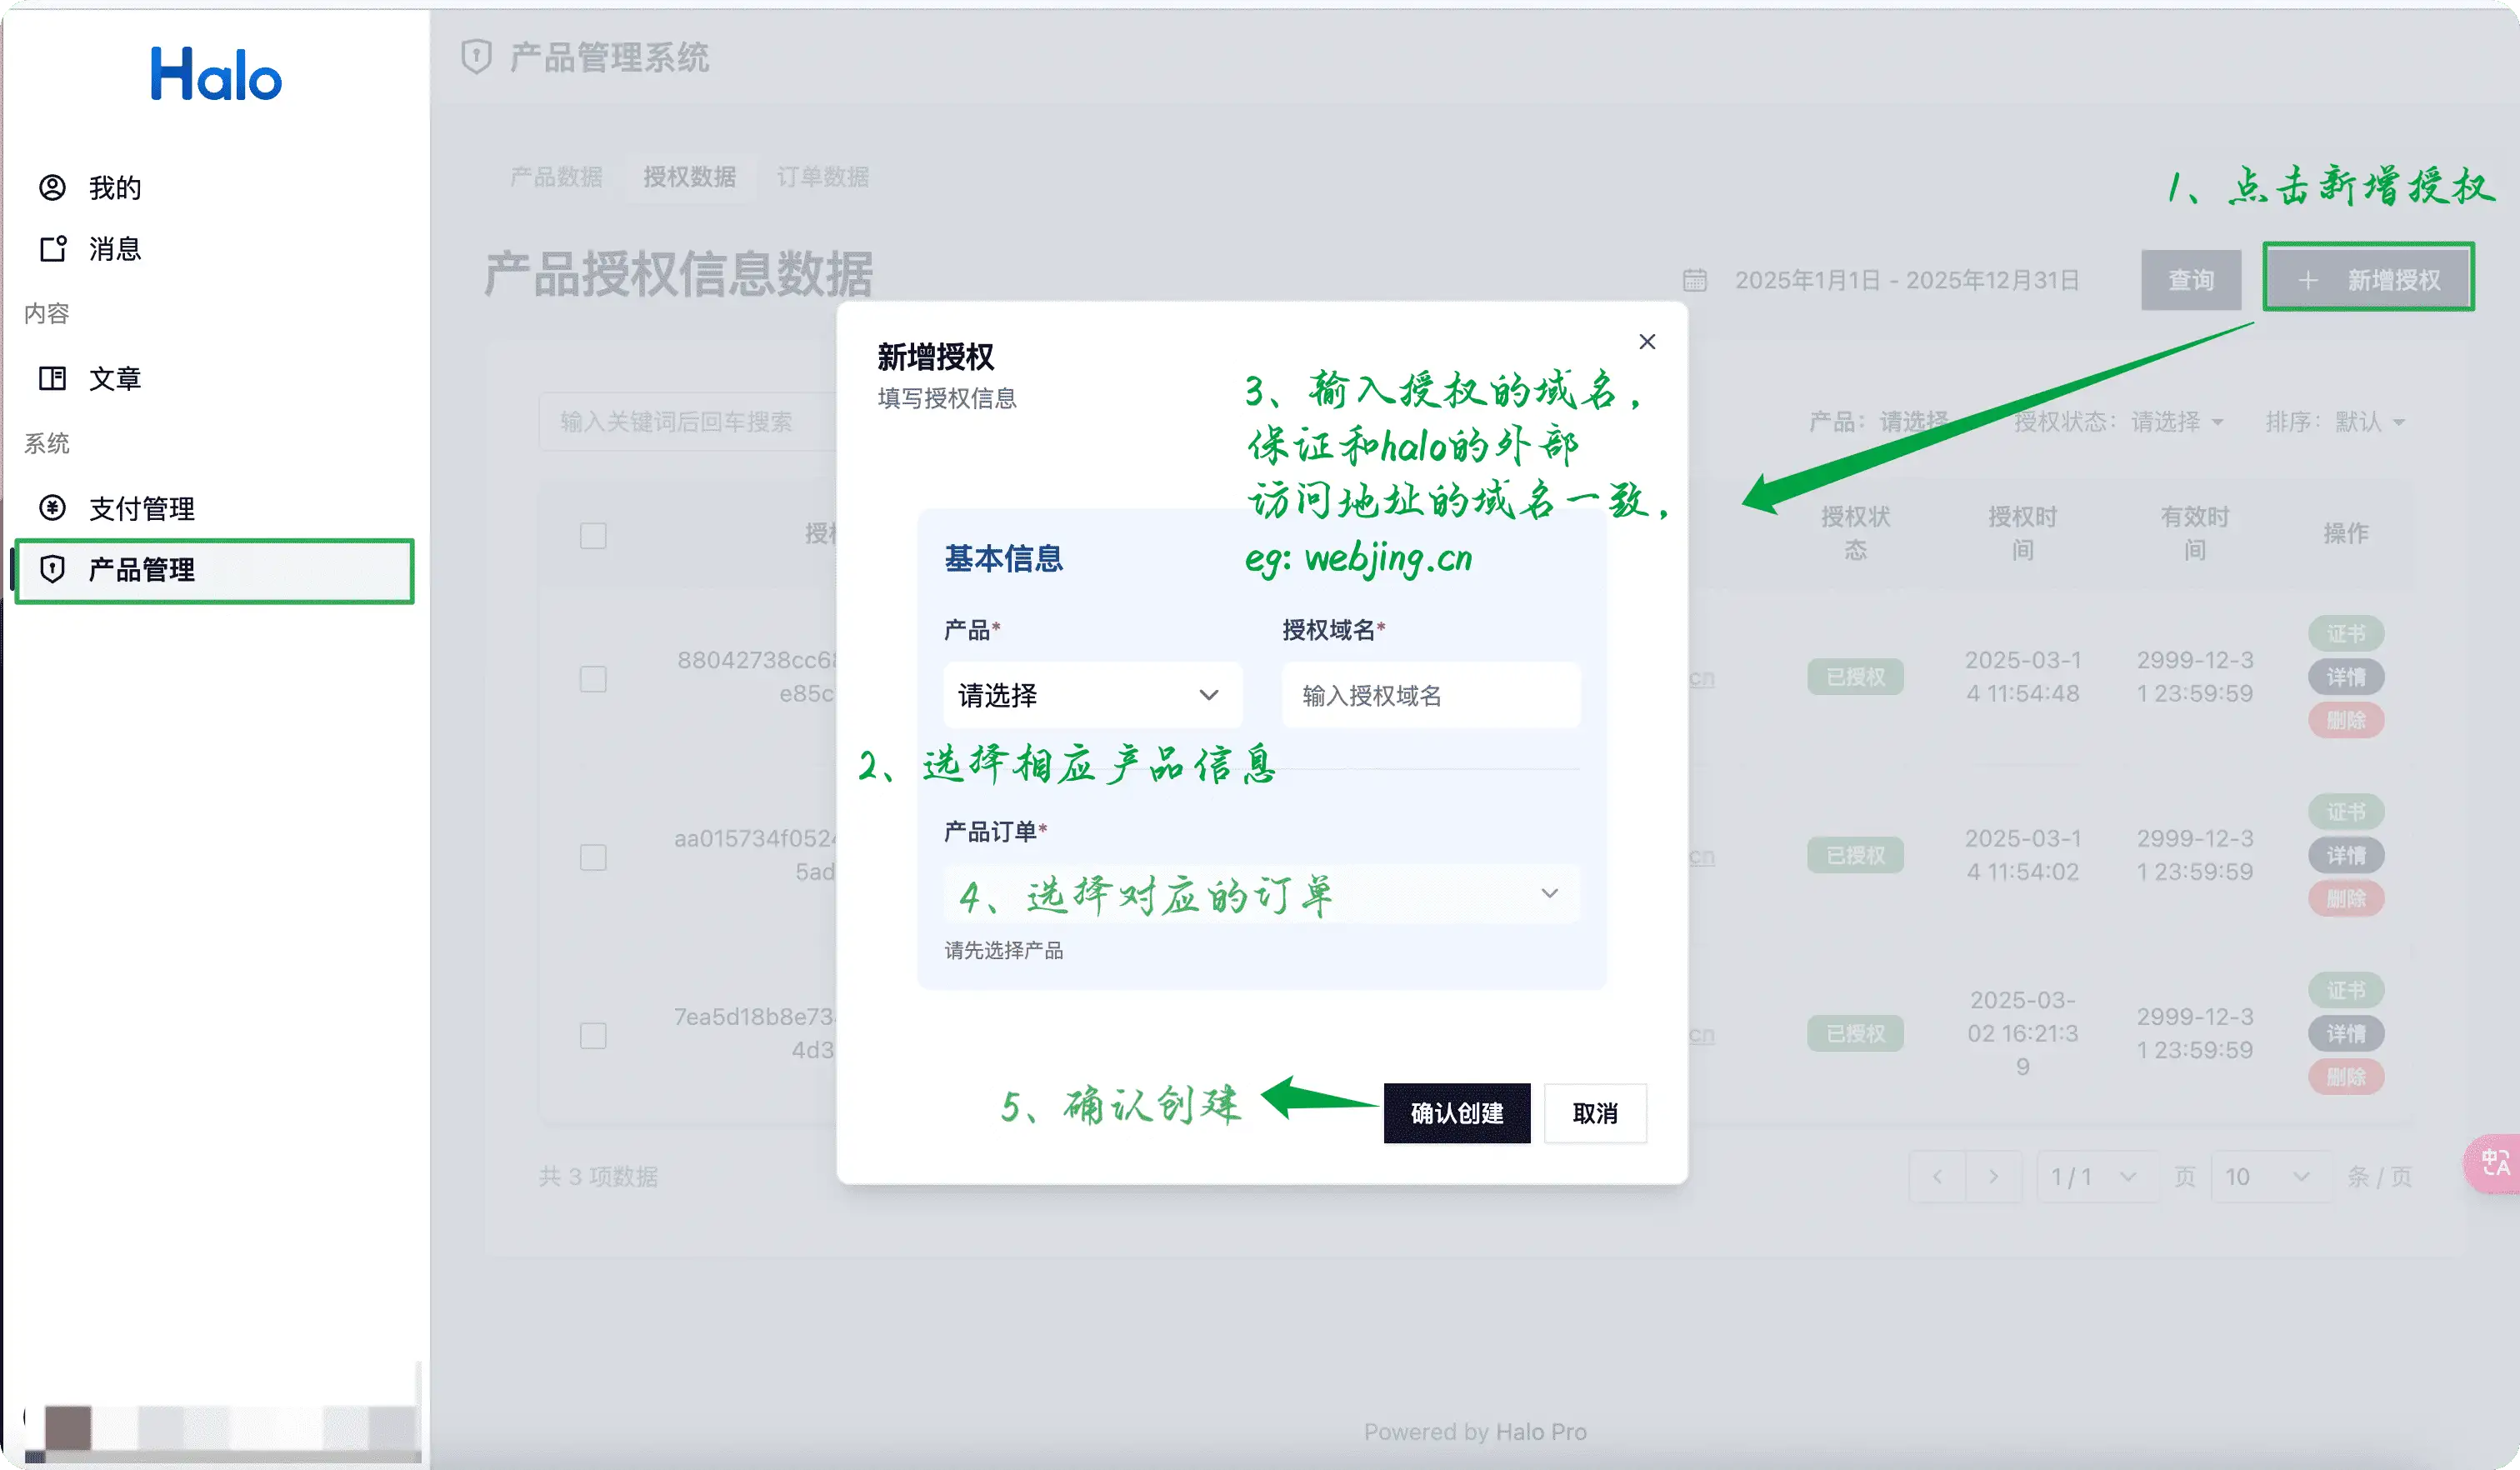 Halo
我的
消息
内容
文章
系统
支付管理
产品管理
产品管理系统
产品数据
授权数据
订单数据
1、点击新增授权
产品授权信息数据
2025年1月1日 - 2025年12月31日
查询
新增授权
输入关键词后回车搜索
产品：请选择
授权状态：请选择
排序：默认
授权状
态
授权时
间
有效时
间
操作
88042738cc6
e85c
cn
已授权
2025-03-1
4 11:54:48
2999-12-3
1 23:59:59
证书
详情
删除
aa015734f052
5ad
cn
已授权
2025-03-1
4 11:54:02
2999-12-3
1 23:59:59
证书
详情
删除
7ea5d18b8e73
4d3
cn
已授权
2025-03-
02 16:21:3
9
2999-12-3
1 23:59:59
证书
详情
删除
共 3 项数据
1 / 1
页
10
条 / 页
新增授权
填写授权信息
3、输入授权的域名，
保证和halo的外部
访问地址的域名一致，
eg: webjing.cn
基本信息
产品*
授权域名*
请选择
输入授权域名
2、选择相应产品信息
产品订单*
4、选择对应的订单
请先选择产品
5、确认创建
确认创建
取消
Powered by Halo Pro